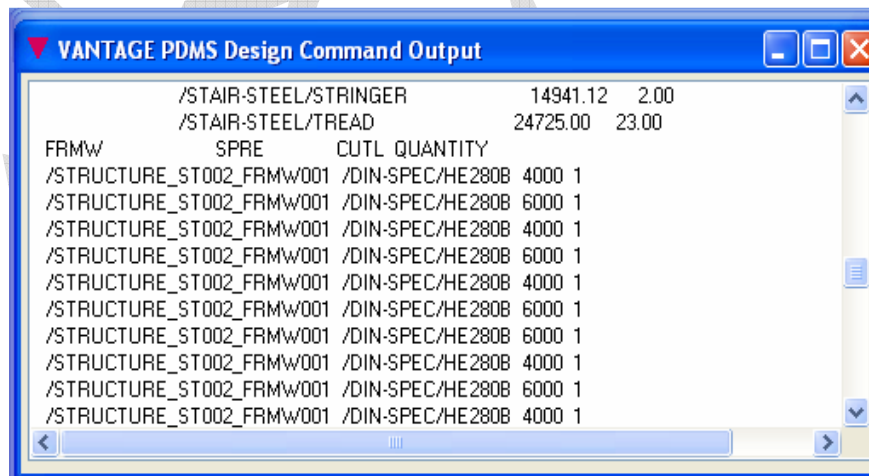 VANTAGE PDMS Design Command Output
/STAIR-STEEL/STRINGER 14941.12 2.00
/STAIR-STEEL/TREAD 24725.00 23.00
FRMW SPRE CUTL QUANTITY
/STRUCTURE_ST002_FRMW001 /DIN-SPEC/HE280B 4000 1
/STRUCTURE_ST002_FRMW001 /DIN-SPEC/HE280B 6000 1
/STRUCTURE_ST002_FRMW001 /DIN-SPEC/HE280B 4000 1
/STRUCTURE_ST002_FRMW001 /DIN-SPEC/HE280B 6000 1
/STRUCTURE_ST002_FRMW001 /DIN-SPEC/HE280B 4000 1
/STRUCTURE_ST002_FRMW001 /DIN-SPEC/HE280B 6000 1
/STRUCTURE_ST002_FRMW001 /DIN-SPEC/HE280B 6000 1
/STRUCTURE_ST002_FRMW001 /DIN-SPEC/HE280B 4000 1
/STRUCTURE_ST002_FRMW001 /DIN-SPEC/HE280B 6000 1
/STRUCTURE_ST002_FRMW001 /DIN-SPEC/HE280B 4000 1